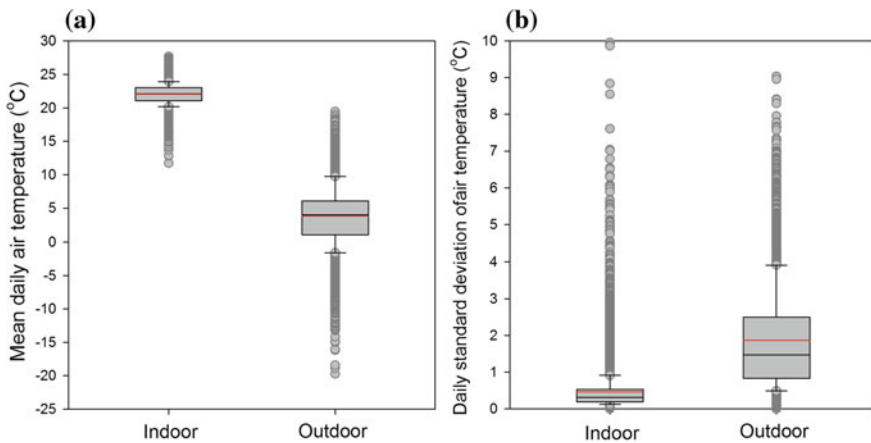 (a)
Mean daily air temperature (°C)
30
25
20
15
10
5
0
-5
-10
-15
-20
-25
Indoor
Outdoor
(b)
Daily standard deviation ofair temperature (°C)
10
9
8
7
6
5
4
3
2
1
0
Indoor
Outdoor